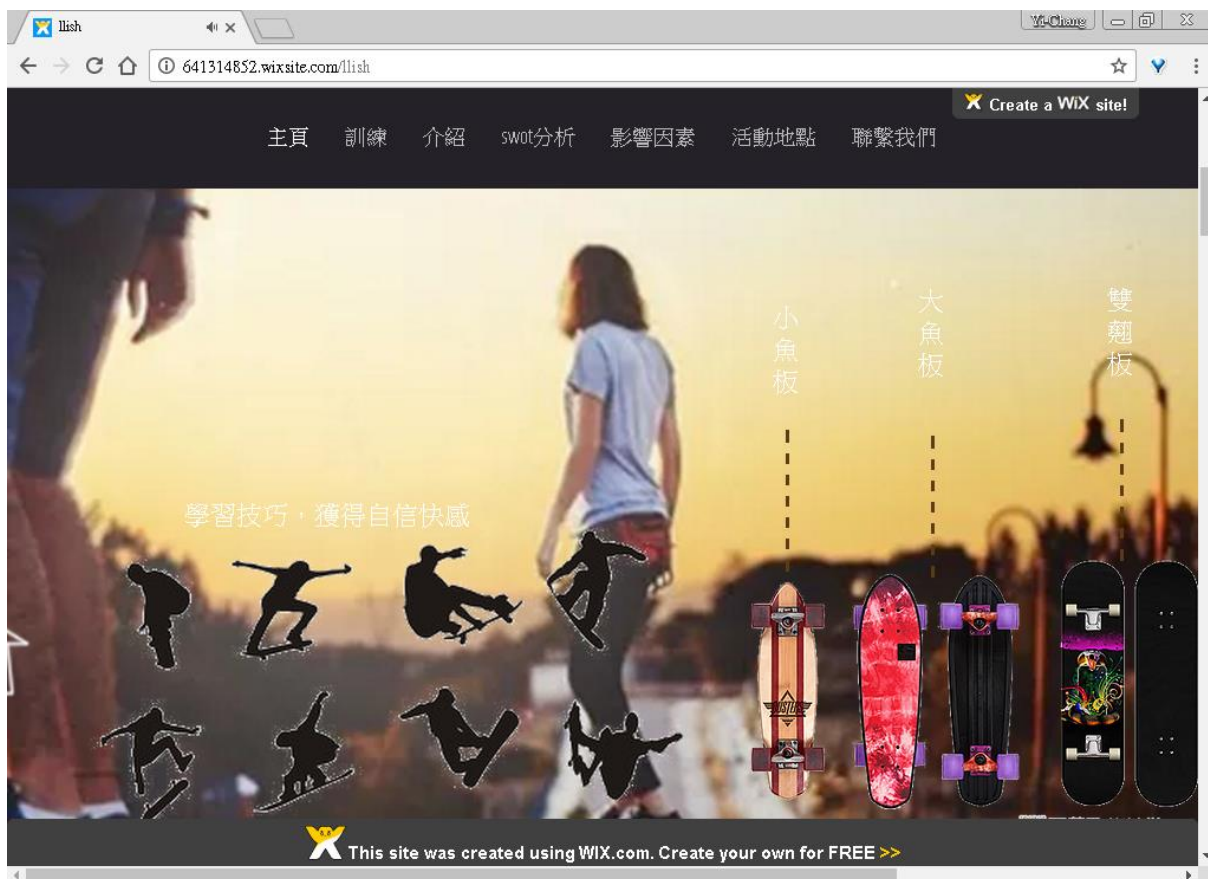 llish
Yi-Chang
641314852.wixsite.com/llish
Create a WiX site!
主頁 訓練 介紹 swot分析 影響因素 活動地點 聯繫我們
小魚板
大魚板
雙翹板
學習技巧，獲得自信快感
This site was created using WIX.com. Create your own for FREE >>